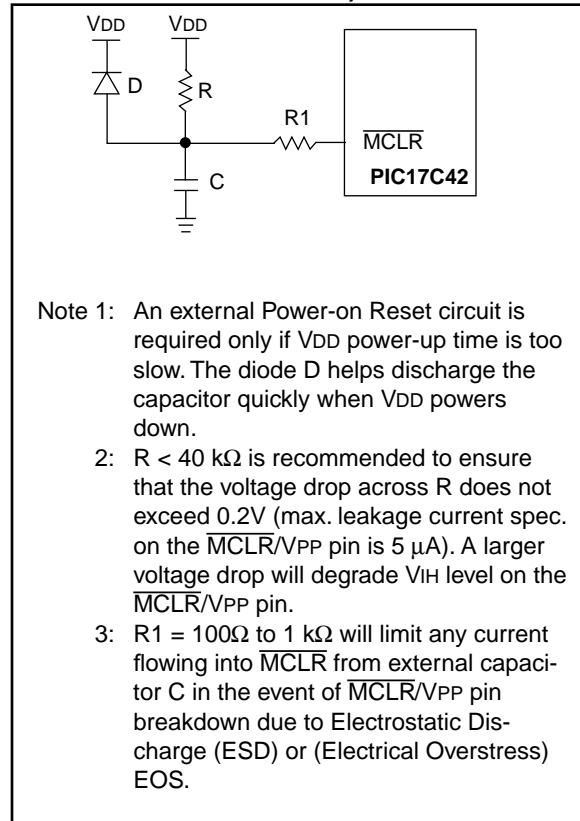 VDD VDD
D
R
R1
MCLR
PIC17C42
C
Note 1: An external Power-on Reset circuit is
required only if VDD power-up time is too
slow. The diode D helps discharge the
capacitor quickly when VDD powers
down.
2: R < 40 kΩ is recommended to ensure
that the voltage drop across R does not
exceed 0.2V (max. leakage current spec.
on the MCLR/VPP pin is 5 µA). A larger
voltage drop will degrade VIH level on the
MCLR/VPP pin.
3: R1 = 100Ω to 1 kΩ will limit any current
flowing into MCLR from external capaci-
tor C in the event of MCLR/VPP pin
breakdown due to Electrostatic Dis-
charge (ESD) or (Electrical Overstress)
EOS.